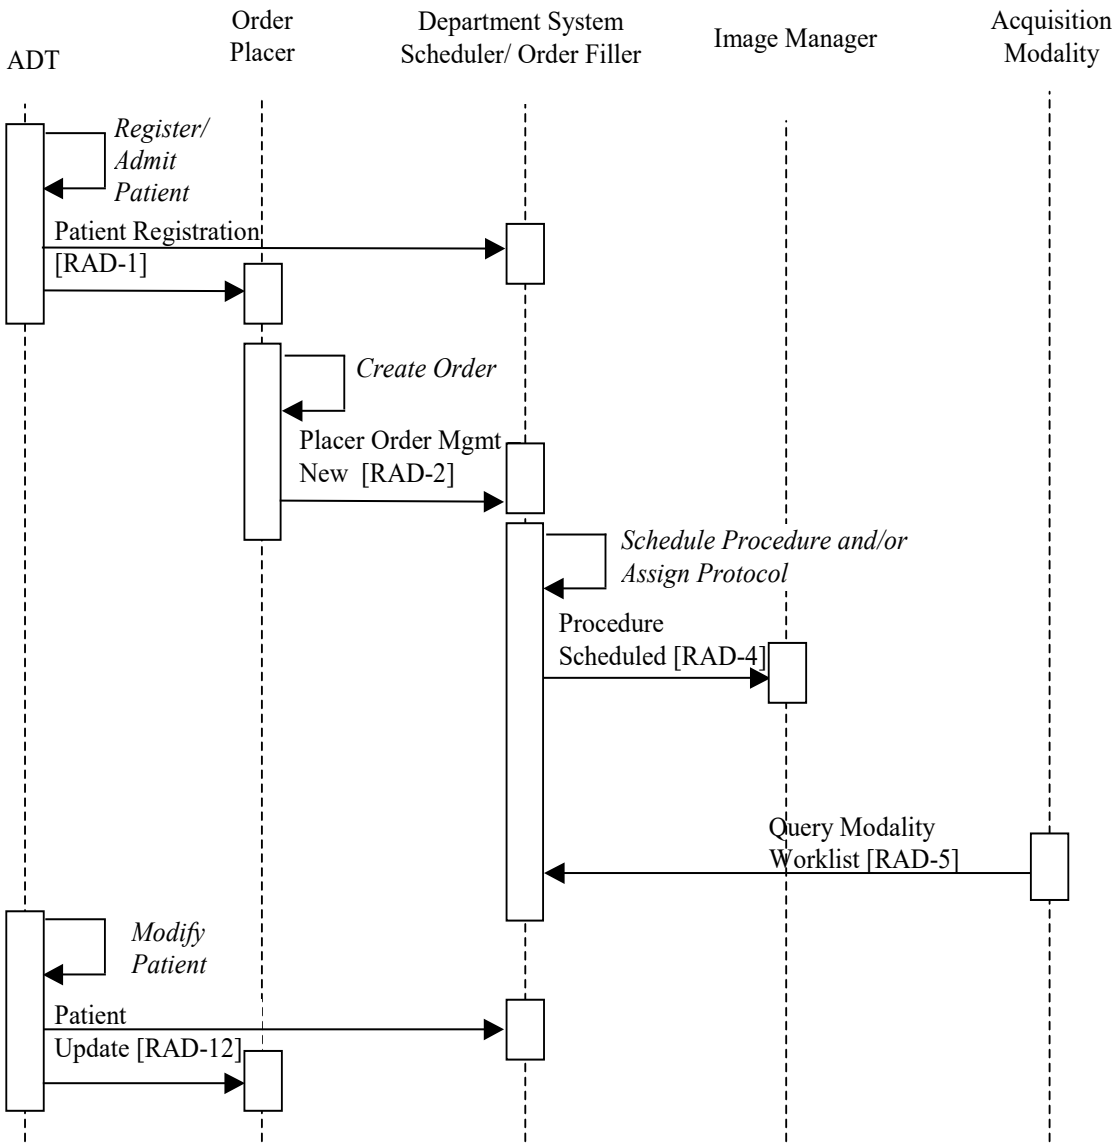 ADT
Order
Placer
Department System
Scheduler/ Order Filler
Image Manager
Acquisition
Modality
Register/
Admit
Patient
Patient Registration
[RAD-1]
Create Order
Placer Order Mgmt
New [RAD-2]
Schedule Procedure and/or
Assign Protocol
Procedure
Scheduled [RAD-4]
Query Modality
Worklist [RAD-5]
Modify
Patient
Patient
Update [RAD-12]